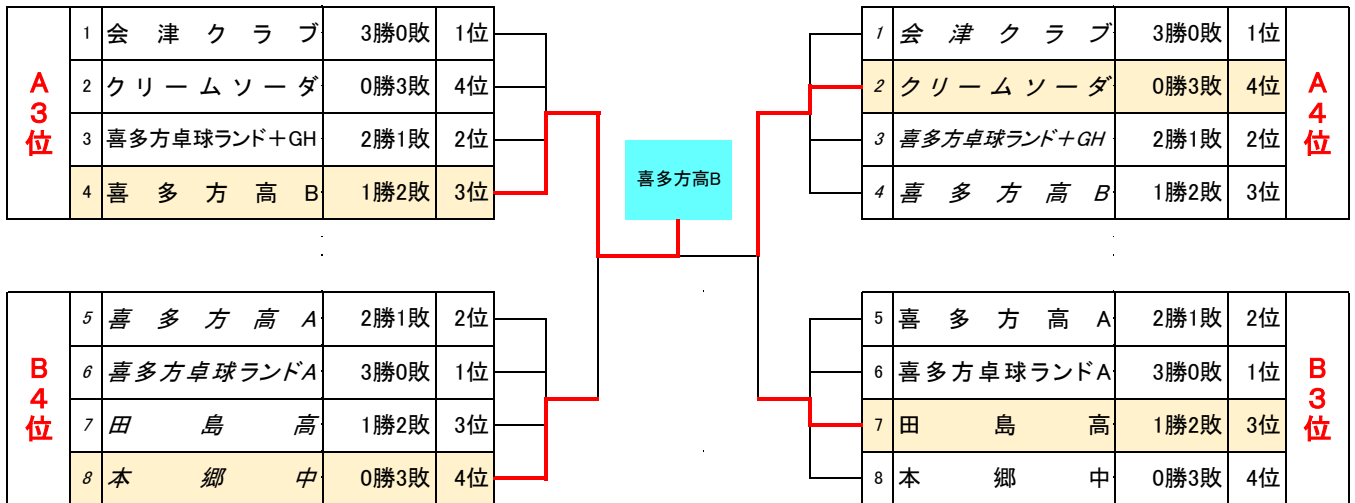 A3位
1 会津クラブ 3勝0敗 1位
2 クリームソーダ 0勝3敗 4位
3 喜多方卓球ランド+GH 2勝1敗 2位
4 喜多方高B 1勝2敗 3位
喜多方高B
A4位
1 会津クラブ 3勝0敗 1位
2 クリームソーダ 0勝3敗 4位
3 喜多方卓球ランド+GH 2勝1敗 2位
4 喜多方高B 1勝2敗 3位
B4位
5 喜多方高A 2勝1敗 2位
6 喜多方卓球ランドA 3勝0敗 1位
7 田島高 1勝2敗 3位
8 本郷中 0勝3敗 4位
B3位
5 喜多方高A 2勝1敗 2位
6 喜多方卓球ランドA 3勝0敗 1位
7 田島高 1勝2敗 3位
8 本郷中 0勝3敗 4位